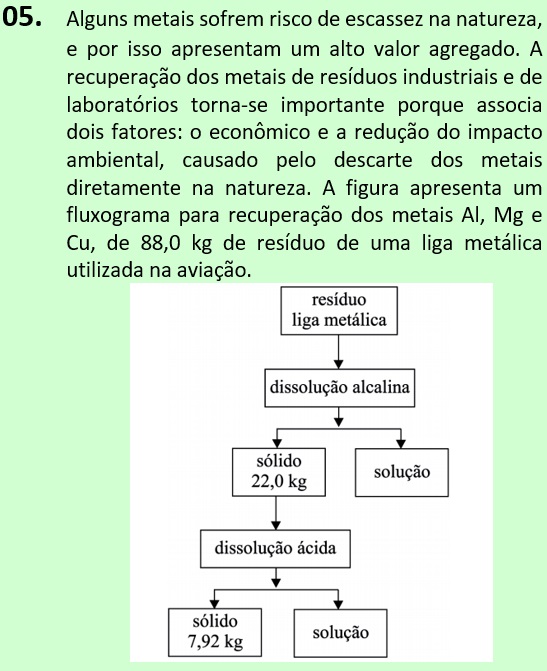 05. Alguns metais sofrem risco de escassez na natureza,
e por isso apresentam um alto valor agregado. A
recuperação dos metais de resíduos industriais e de
laboratórios torna-se importante porque associa
dois fatores: o econômico e a redução do impacto
ambiental, causado pelo descarte dos metais
diretamente na natureza. A figura apresenta um
fluxograma para recuperação dos metais Al, Mg e
Cu, de 88,0 kg de resíduo de uma liga metálica
utilizada na aviação.
resíduo
liga metálica
dissolução alcalina
sólido
22,0 kg
solução
dissolução ácida
sólido
7,92 kg
solução